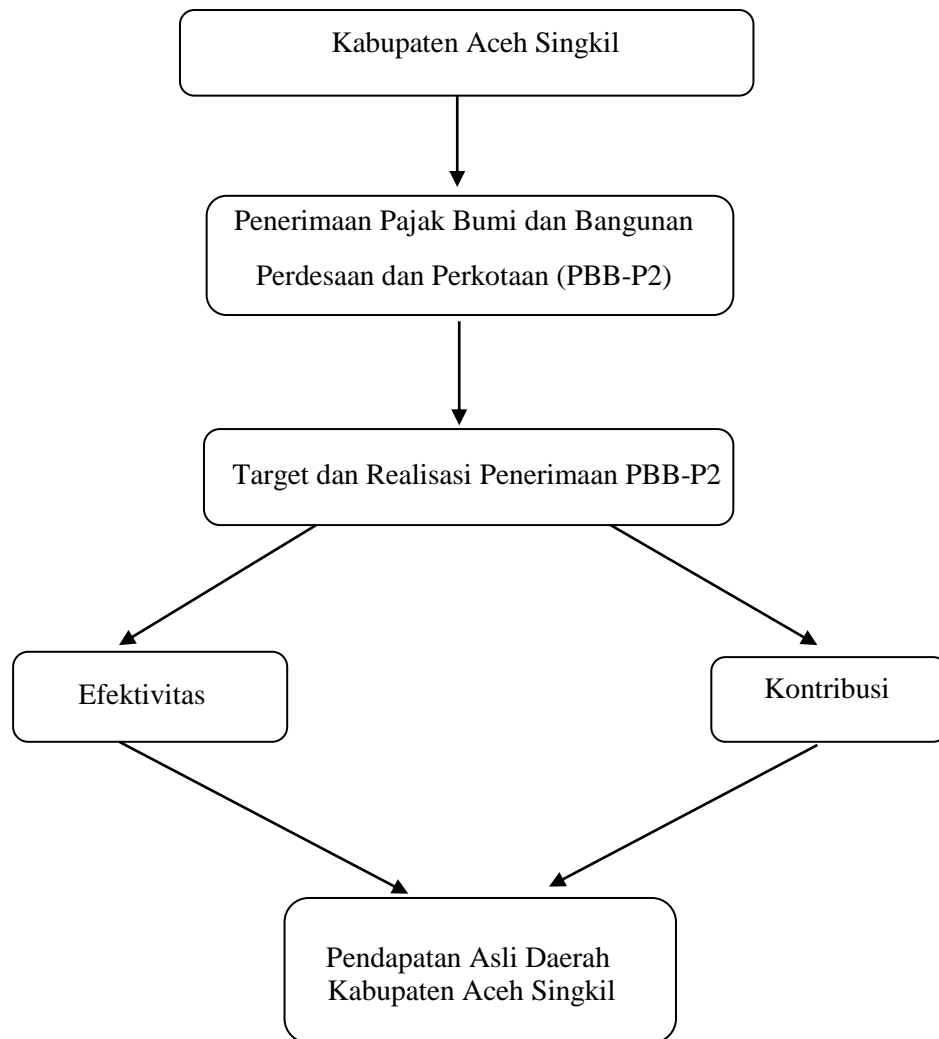 Kabupaten Aceh Singkil
Penerimaan Pajak Bumi dan Bangunan
Perdesaan dan Perkotaan (PBB-P2)
Target dan Realisasi Penerimaan PBB-P2
Efektivitas
Kontribusi
Pendapatan Asli Daerah
Kabupaten Aceh Singkil